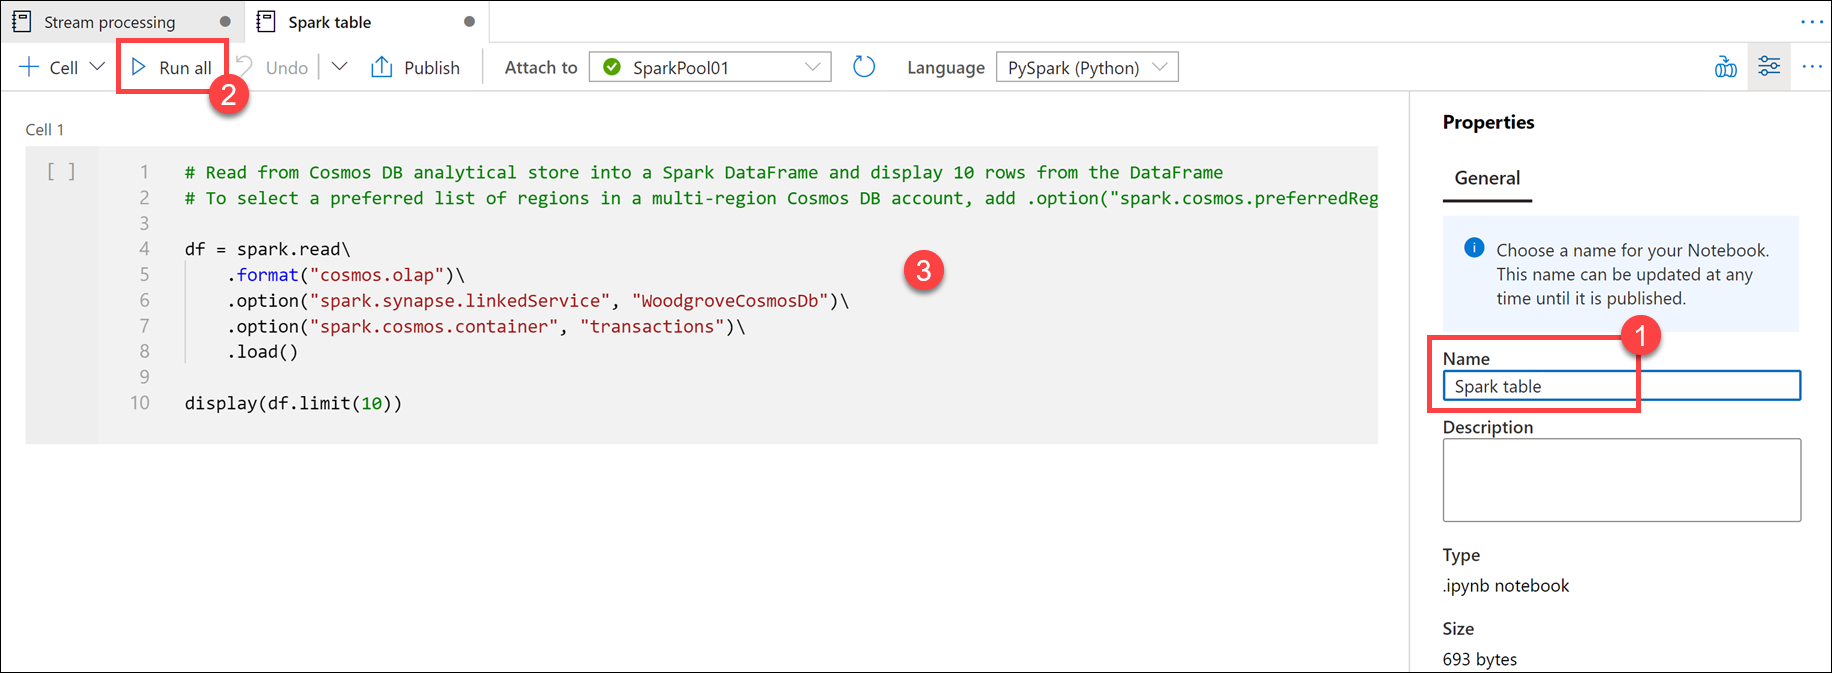 Stream processing
Spark table
Cell
Run all
Undo
Publish
Attach to
SparkPool01
Language
PySpark (Python)
2
Cell 1
[ ]
1 # Read from Cosmos DB analytical store into a Spark DataFrame and display 10 rows from the DataFrame
2 # To select a preferred list of regions in a multi-region Cosmos DB account, add .option("spark.cosmos.preferredReg
3
4 df = spark.read\
5 .format("cosmos.olap")\
6 .option("spark.synapse.linkedService", "WoodgroveCosmosDb")\
7 .option("spark.cosmos.container", "transactions")\
8 .load()
9
10 display(df.limit(10))
3
Properties
General
Choose a name for your Notebook.
This name can be updated at any
time until it is published.
1
Name
Spark table
Description
Type
.ipynb notebook
Size
693 bytes